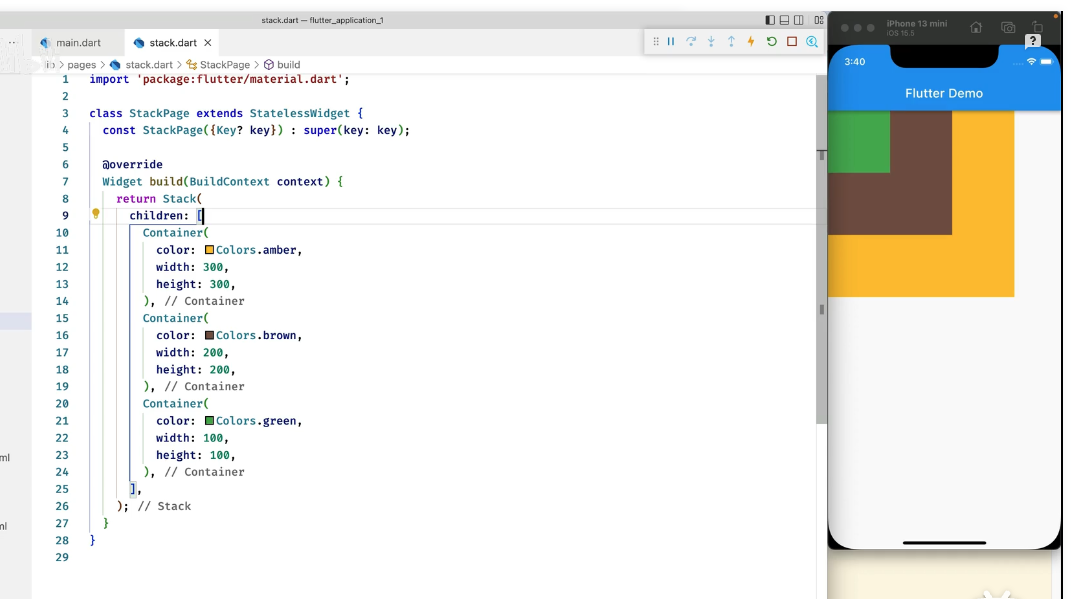 stack.dart — flutter_application_1
main.dart
stack.dart
pages > stack.dart > StackPage > build
1 import 'package:flutter/material.dart';
2
3 class StackPage extends StatelessWidget {
4 const StackPage({Key? key}) : super(key: key);
5
6 @override
7 Widget build(BuildContext context) {
8 return Stack(
9 children: [
10 Container(
11 color: Colors.amber,
12 width: 300,
13 height: 300,
14 ), // Container
15 Container(
16 color: Colors.brown,
17 width: 200,
18 height: 200,
19 ), // Container
20 Container(
21 color: Colors.green,
22 width: 100,
23 height: 100,
24 ), // Container
25 ],
26 ); // Stack
27 }
28 }
29
ml
ml
iPhone 13 mini
iOS 16.5
?
3:40
Flutter Demo